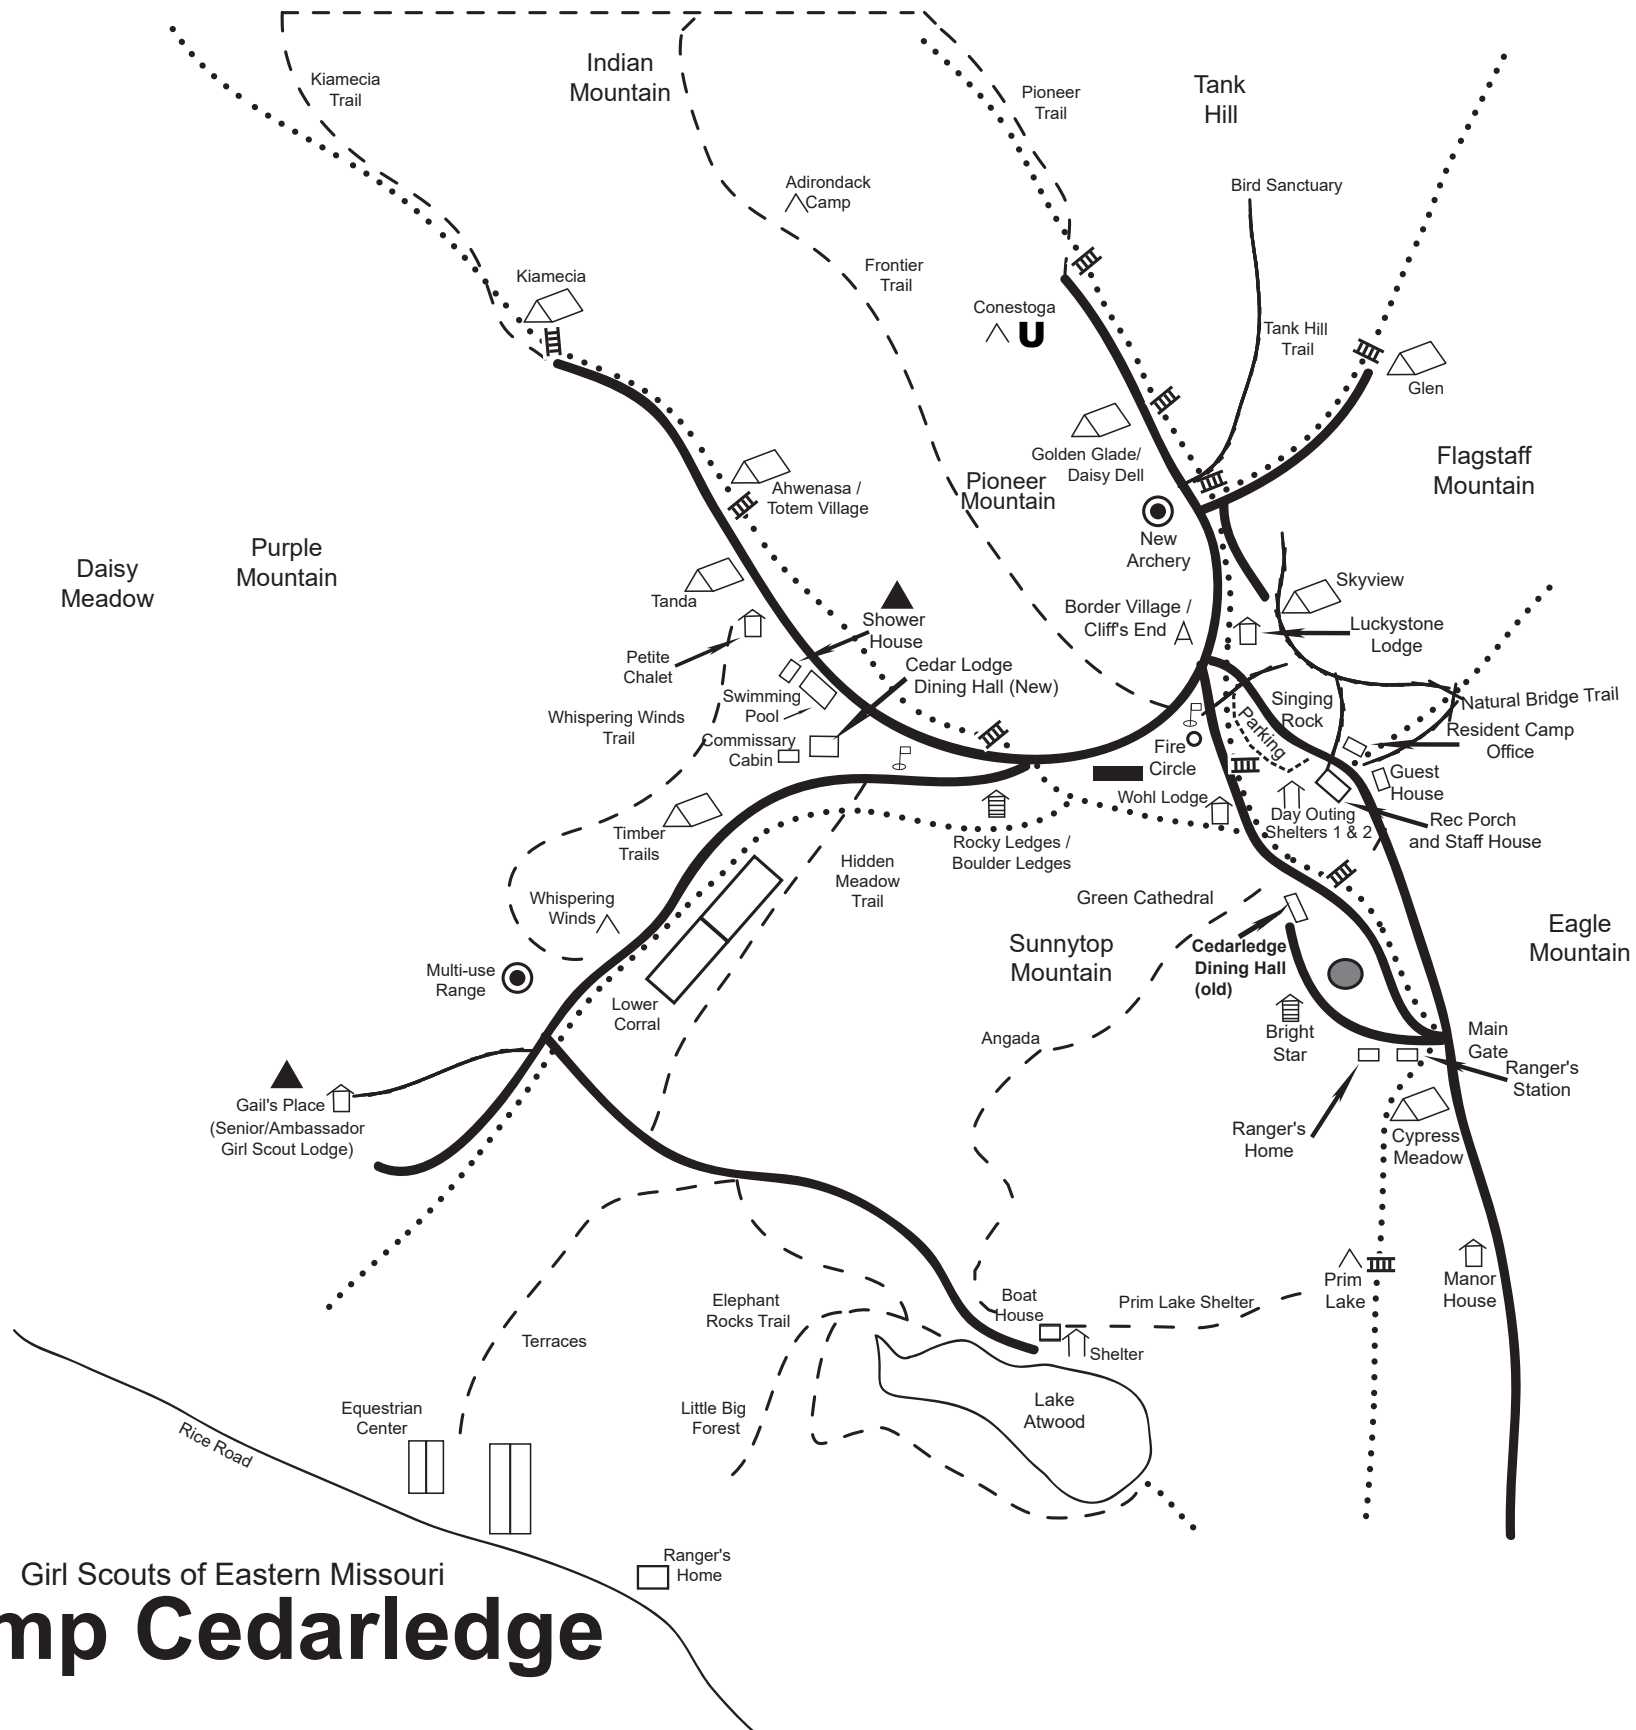 Indian
Mountain
Kiamecia
Trail
Pioneer
Trail
Tank
Hill
Adirondack
Camp
Bird Sanctuary
Frontier
Trail
Kiamecia
Conestoga
U
Tank Hill
Trail
Glen
Golden Glade/
Daisy Dell
Flagstaff
Mountain
Ahwenasa /
Totem Village
Pioneer
Mountain
New
Archery
Purple
Mountain
Daisy
Meadow
Tanda
Skyview
Border Village /
Cliff's End
Shower
House
Luckystone
Lodge
Petite
Chalet
Cedar Lodge
Dining Hall (New)
Swimming
Pool
Singing
Rock
Natural Bridge Trail
Whispering Winds
Trail
Parking
Resident Camp
Office
Commissary
Cabin
Fire
Circle
Guest
House
Wohl Lodge
Day Outing
Shelters 1 & 2
Rec Porch
and Staff House
Timber
Trails
Rocky Ledges /
Boulder Ledges
Hidden
Meadow
Trail
Whispering
Winds
Green Cathedral
Sunnytop
Mountain
Cedarledge
Dining Hall
(old)
Eagle
Mountain
Multi-use
Range
Lower
Corral
Angada
Bright
Star
Main
Gate
Ranger's
Station
Gail's Place
(Senior/Ambassador
Girl Scout Lodge)
Ranger's
Home
Cypress
Meadow
Prim
Lake
Manor
House
Elephant
Rocks Trail
Boat
House
Prim Lake Shelter
Terraces
Shelter
Equestrian
Center
Little Big
Forest
Lake
Atwood
Rice Road
Ranger's
Home
Girl Scouts of Eastern Missouri
mp Cedarledge